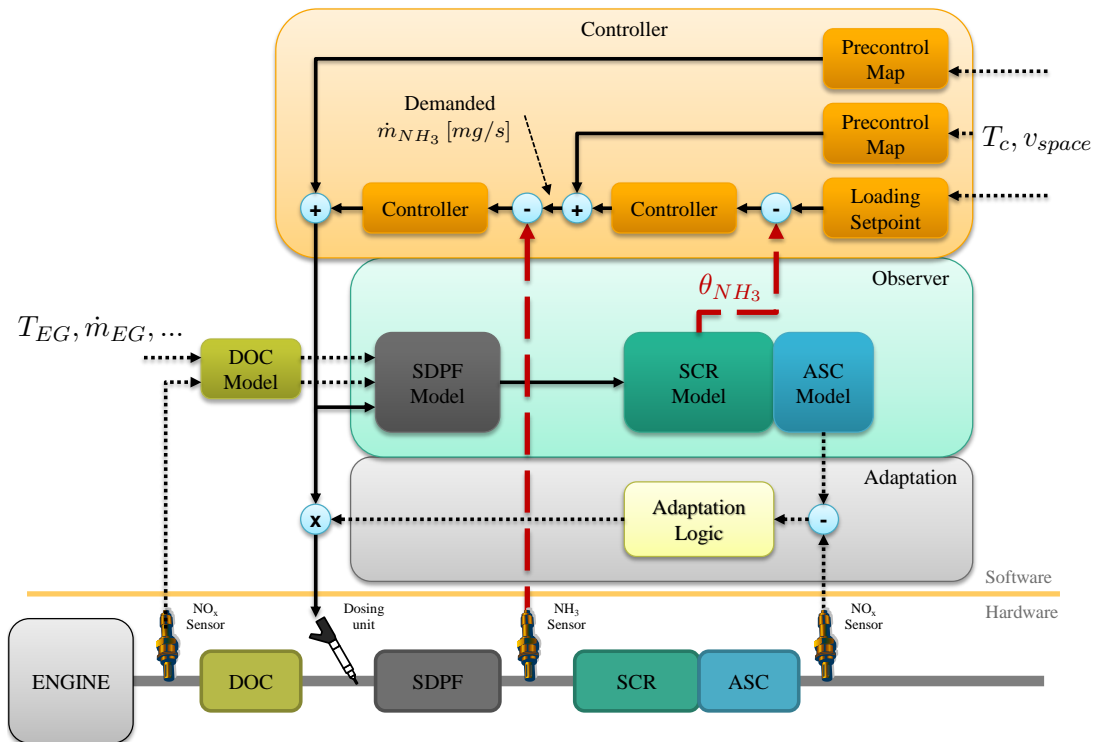 Controller
Precontrol
Map
Demanded
ṁ_{NH_3} [mg/s]
Precontrol
Map
T_c, v_{space}
+
Controller
-
+
Controller
-
Loading
Setpoint
Observer
θ_{NH_3}
T_{EG}, ṁ_{EG}, ...
DOC
Model
SDPF
Model
SCR
Model
ASC
Model
Adaptation
x
Adaptation
Logic
-
Software
Hardware
NOₓ
Sensor
Dosing
unit
NH₃
Sensor
NOₓ
Sensor
ENGINE
DOC
SDPF
SCR
ASC